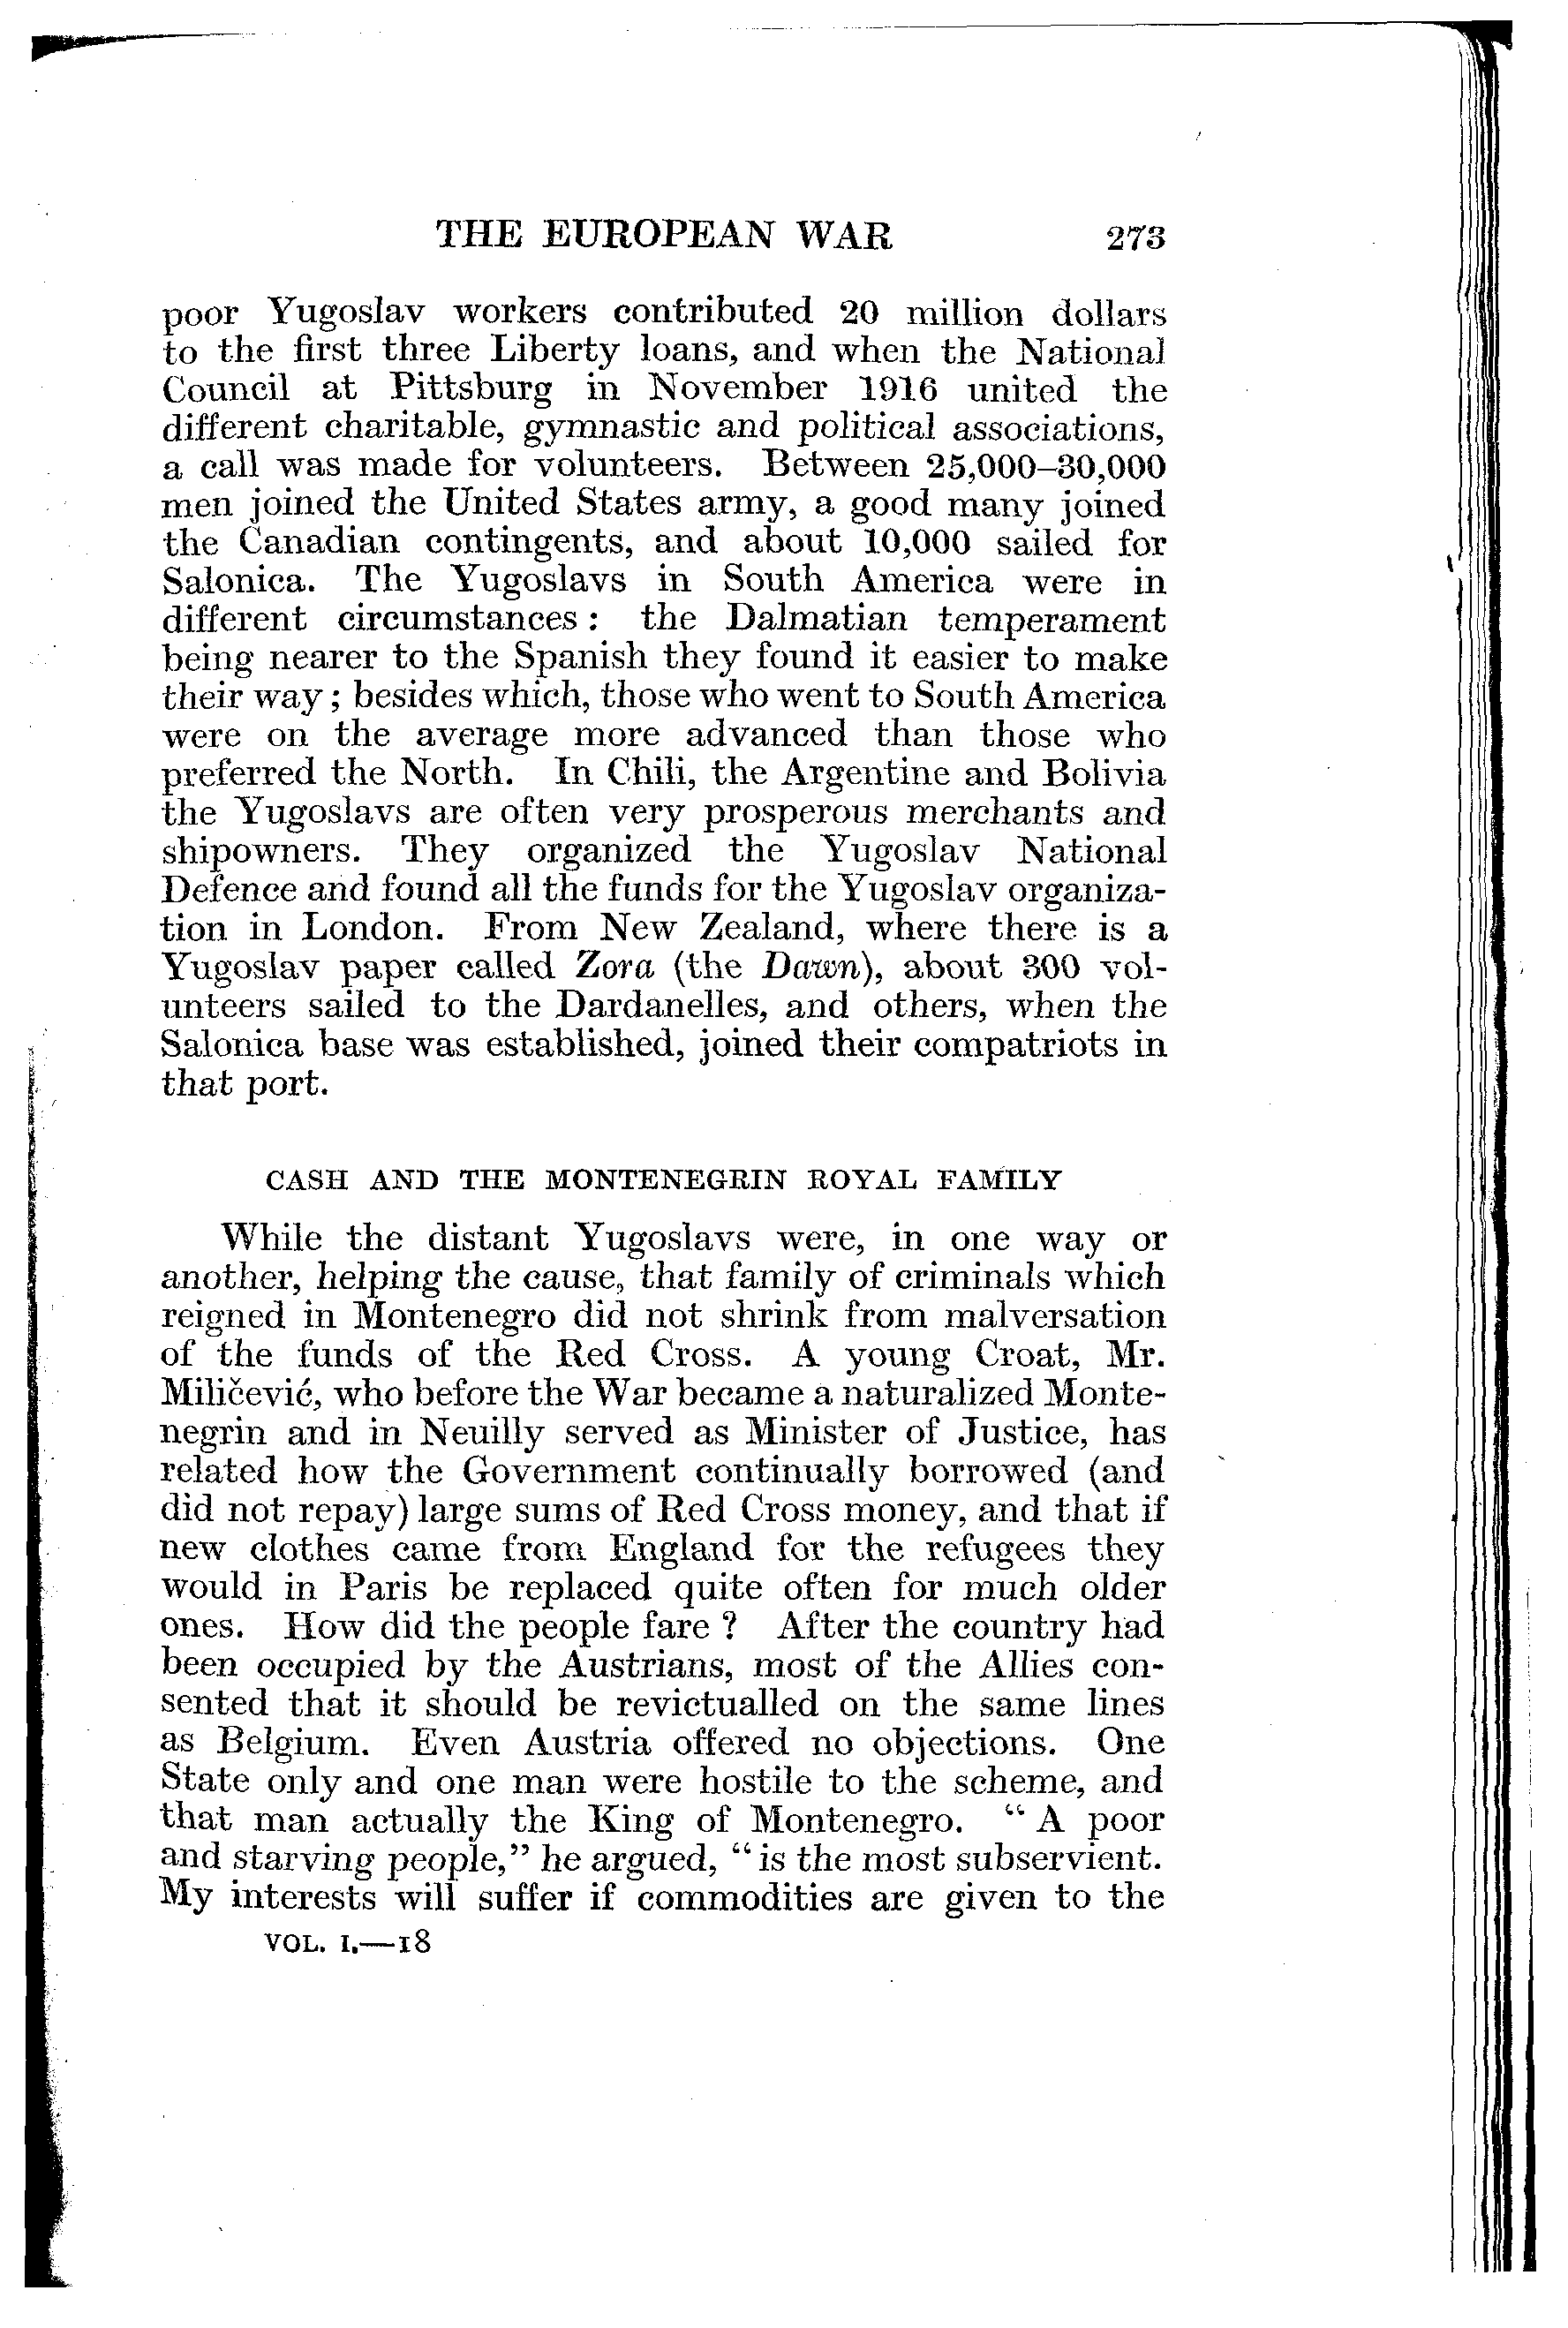 THE EUROPEAN WAR 273
poor Yugoslav workers contributed 20 million dollars
to the first three Liberty loans, and when the National
Council at Pittsburg in November 1916 united the
different charitable, gymnastic and political associations,
a call was made for volunteers. Between 25,000–30,000
men joined the United States army, a good many joined
the Canadian contingents, and about 10,000 sailed for
Salonica. The Yugoslavs in South America were in
different circumstances : the Dalmatian temperament
being nearer to the Spanish they found it easier to make
their way ; besides which, those who went to South America
were on the average more advanced than those who
preferred the North. In Chili, the Argentine and Bolivia
the Yugoslavs are often very prosperous merchants and
shipowners. They organized the Yugoslav National
Defence and found all the funds for the Yugoslav organiza-
tion in London. From New Zealand, where there is a
Yugoslav paper called Zora (the Dawn), about 300 vol-
unteers sailed to the Dardanelles, and others, when the
Salonica base was established, joined their compatriots in
that port.
CASH AND THE MONTENEGRIN ROYAL FAMILY
While the distant Yugoslavs were, in one way or
another, helping the cause, that family of criminals which
reigned in Montenegro did not shrink from malversation
of the funds of the Red Cross. A young Croat, Mr.
Miličević, who before the War became a naturalized Monte-
negrin and in Neuilly served as Minister of Justice, has
related how the Government continually borrowed (and
did not repay) large sums of Red Cross money, and that if
new clothes came from England for the refugees they
would in Paris be replaced quite often for much older
ones. How did the people fare ? After the country had
been occupied by the Austrians, most of the Allies con-
sented that it should be revictualled on the same lines
as Belgium. Even Austria offered no objections. One
State only and one man were hostile to the scheme, and
that man actually the King of Montenegro. “ A poor
and starving people,” he argued, “ is the most subservient.
My interests will suffer if commodities are given to the
VOL. I.—18